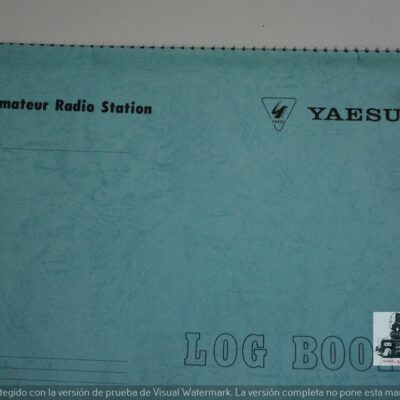 mateur Radio Station
YAESU
LOG BOO
tegido con la versión de prueba de Visual Watermark. La versión completa no pone esta mar